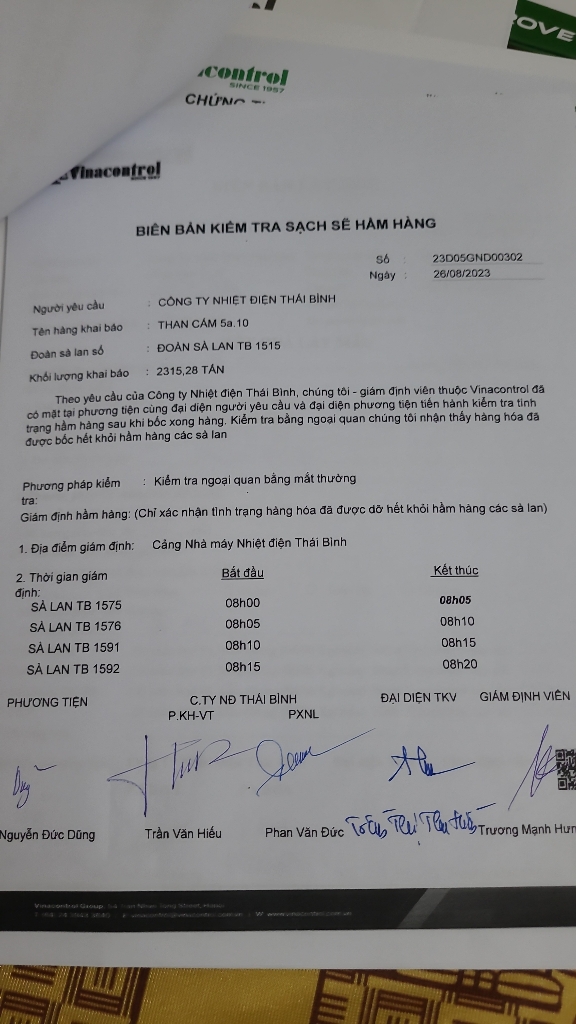 OVE
control
SINCE 1957
CHỨNG
Vinacontrol
BIÊN BẢN KIỂM TRA SẠCH SẼ HẦM HÀNG
Số : 23D05GND00302
Ngày : 26/08/2023
Người yêu cầu : CÔNG TY NHIỆT ĐIỆN THÁI BÌNH
Tên hàng khai báo : THAN CÁM 5a.10
Đoàn sà lan số : ĐOÀN SÀ LAN TB 1515
Khối lượng khai báo : 2315,28 TẤN
Theo yêu cầu của Công ty Nhiệt điện Thái Bình, chúng tôi - giám định viên thuộc Vinacontrol đã
có mặt tại phương tiện cùng đại diện người yêu cầu và đại diện phương tiện tiến hành kiểm tra tình
trạng hầm hàng sau khi bốc xong hàng. Kiểm tra bằng ngoại quan chúng tôi nhận thấy hàng hóa đã
được bốc hết khỏi hầm hàng các sà lan
Phương pháp kiểm : Kiểm tra ngoại quan bằng mắt thường
tra:
Giám định hầm hàng: (Chỉ xác nhận tình trạng hàng hóa đã được dỡ hết khỏi hầm hàng các sà lan)
1. Địa điểm giám định: Cảng Nhà máy Nhiệt điện Thái Bình
2. Thời gian giám Bắt đầu Kết thúc
định:
SÀ LAN TB 1575 08h00 08h05
SÀ LAN TB 1576 08h05 08h10
SÀ LAN TB 1591 08h10 08h15
SÀ LAN TB 1592 08h15 08h20
PHƯƠNG TIỆN C.TY NĐ THÁI BÌNH ĐẠI DIỆN TKV GIÁM ĐỊNH VIÊN
P.KH-VT PXNL
Nguyễn Đức Dũng Trần Văn Hiếu Phan Văn Đức Trần Thị Thu Trương Mạnh Hưn
Vinacontrol Group